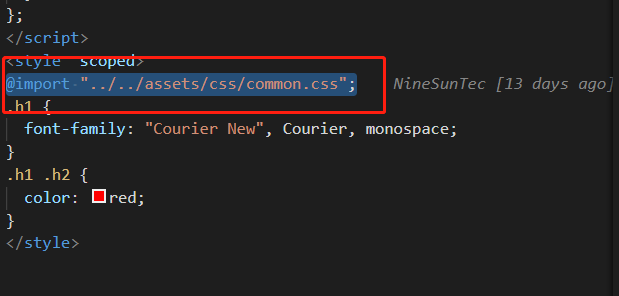 };
</script>
<style scoped>
@import "../../assets/css/common.css"; NineSunTec [13 days ago]
.h1 {
font-family: "Courier New", Courier, monospace;
}
.h1 .h2 {
color: red;
}
</style>